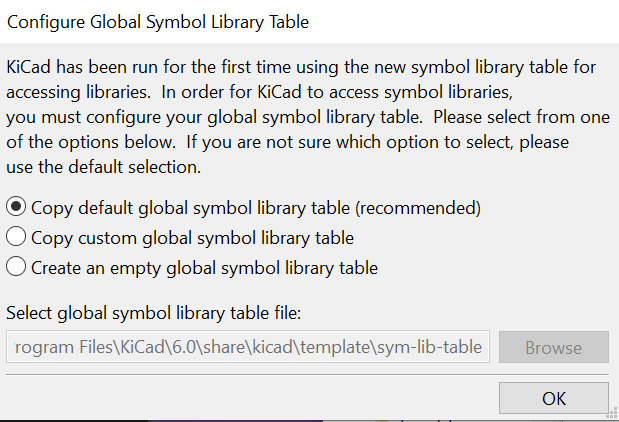 Configure Global Symbol Library Table
KiCad has been run for the first time using the new symbol library table for
accessing libraries.  In order for KiCad to access symbol libraries,
you must configure your global symbol library table.  Please select from one
of the options below.  If you are not sure which option to select, please
use the default selection.
Copy default global symbol library table (recommended)
Copy custom global symbol library table
Create an empty global symbol library table
Select global symbol library table file:
rogram Files\KiCad\6.0\share\kicad\template\sym-lib-table
Browse
OK